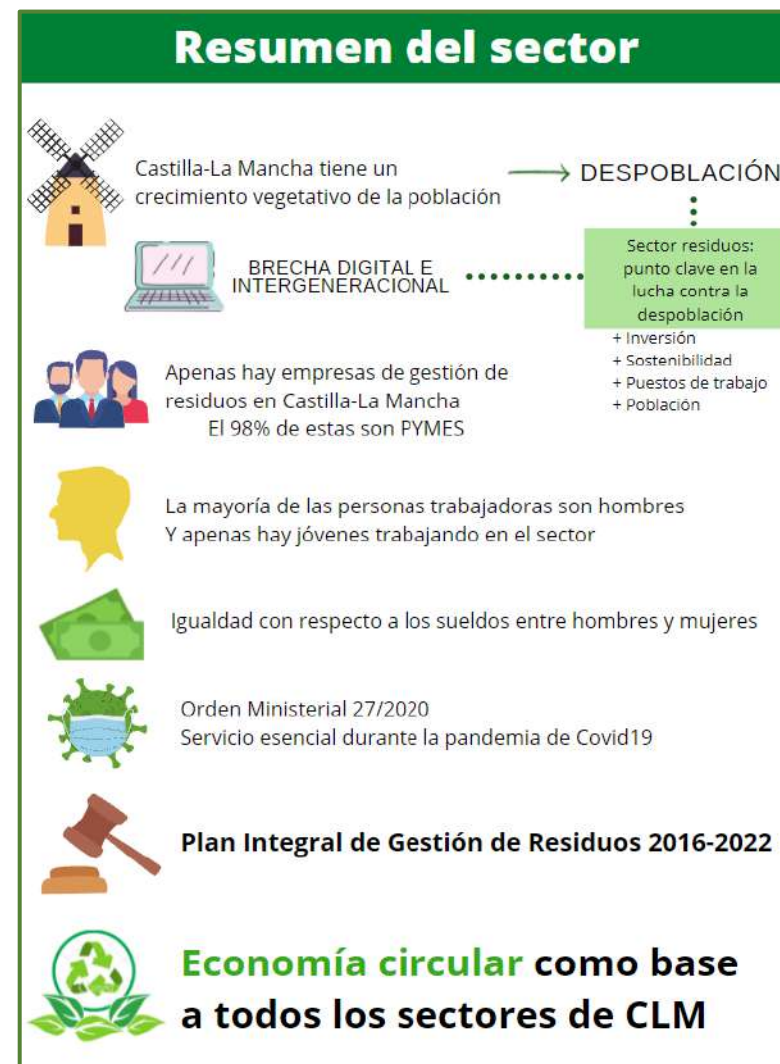 Resumen del sector
Castilla-La Mancha tiene un
crecimiento vegetativo de la población
DESPOBLACIÓN
BRECHA DIGITAL E
INTERGENERACIONAL
Sector residuos:
punto clave en la
lucha contra la
despoblación
+ Inversión
+ Sostenibilidad
+ Puestos de trabajo
+ Población
Apenas hay empresas de gestión de
residuos en Castilla-La Mancha
El 98% de estas son PYMES
La mayoría de las personas trabajadoras son hombres
Y apenas hay jóvenes trabajando en el sector
Igualdad con respecto a los sueldos entre hombres y mujeres
Orden Ministerial 27/2020
Servicio esencial durante la pandemia de Covid19
Plan Integral de Gestión de Residuos 2016-2022
Economía circular como base
a todos los sectores de CLM